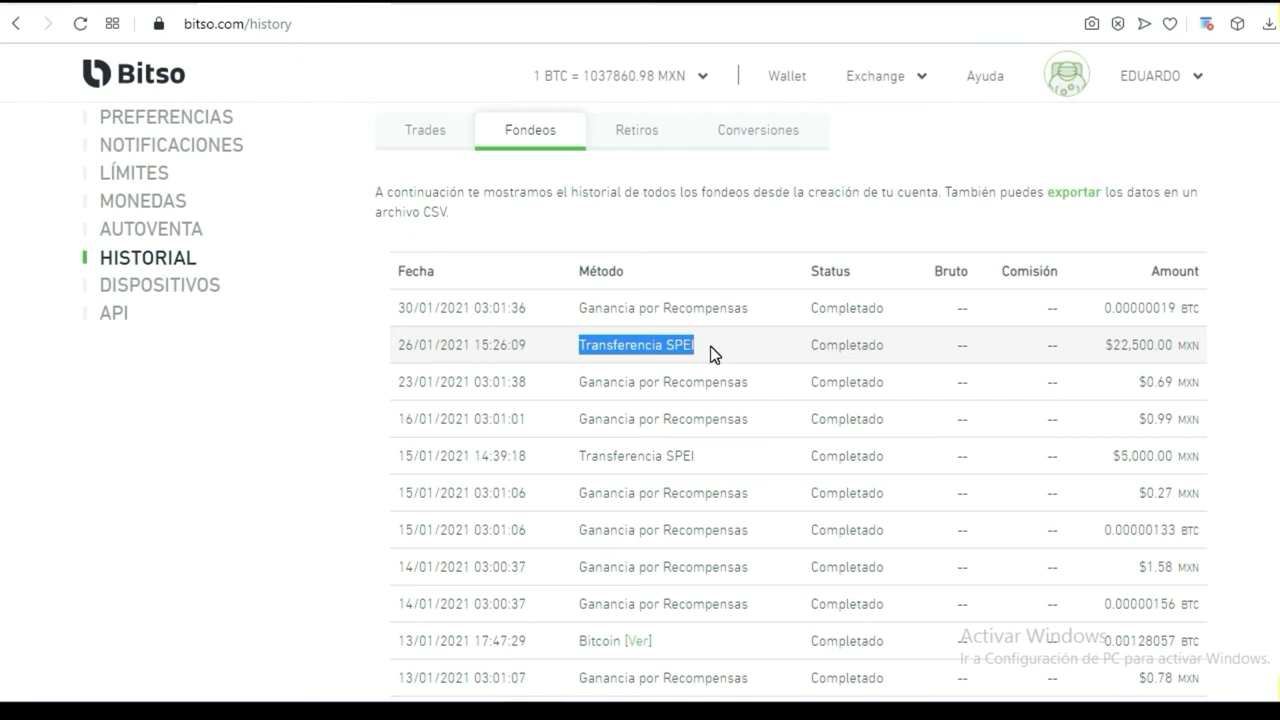 bitso.com/history
Bitso
1 BTC = 1037860.98 MXN
Wallet
Exchange
Ayuda
EDUARDO
PREFERENCIAS
NOTIFICACIONES
LÍMITES
MONEDAS
AUTOVENTA
HISTORIAL
DISPOSITIVOS
API
Trades Fondeos Retiros Conversiones
A continuación te mostramos el historial de todos los fondeos desde la creación de tu cuenta. También puedes exportar los datos en un
archivo CSV.
Fecha Método Status Bruto Comisión Amount
30/01/2021 03:01:36 Ganancia por Recompensas Completado -- -- 0.00000019 BTC
26/01/2021 15:26:09 Transferencia SPEI Completado -- -- $22,500.00 MXN
23/01/2021 03:01:38 Ganancia por Recompensas Completado -- -- $0.69 MXN
16/01/2021 03:01:01 Ganancia por Recompensas Completado -- -- $0.99 MXN
15/01/2021 14:39:18 Transferencia SPEI Completado -- -- $5,000.00 MXN
15/01/2021 03:01:06 Ganancia por Recompensas Completado -- -- $0.27 MXN
15/01/2021 03:01:06 Ganancia por Recompensas Completado -- -- 0.00000133 BTC
14/01/2021 03:00:37 Ganancia por Recompensas Completado -- -- $1.58 MXN
14/01/2021 03:00:37 Ganancia por Recompensas Completado -- -- 0.00000156 BTC
13/01/2021 17:47:29 Bitcoin [Ver] Completado -- -- 0.00128057 BTC
13/01/2021 03:01:07 Ganancia por Recompensas Completado -- -- $0.78 MXN
Activar Windows
Ir a Configuración de PC para activar Windows.